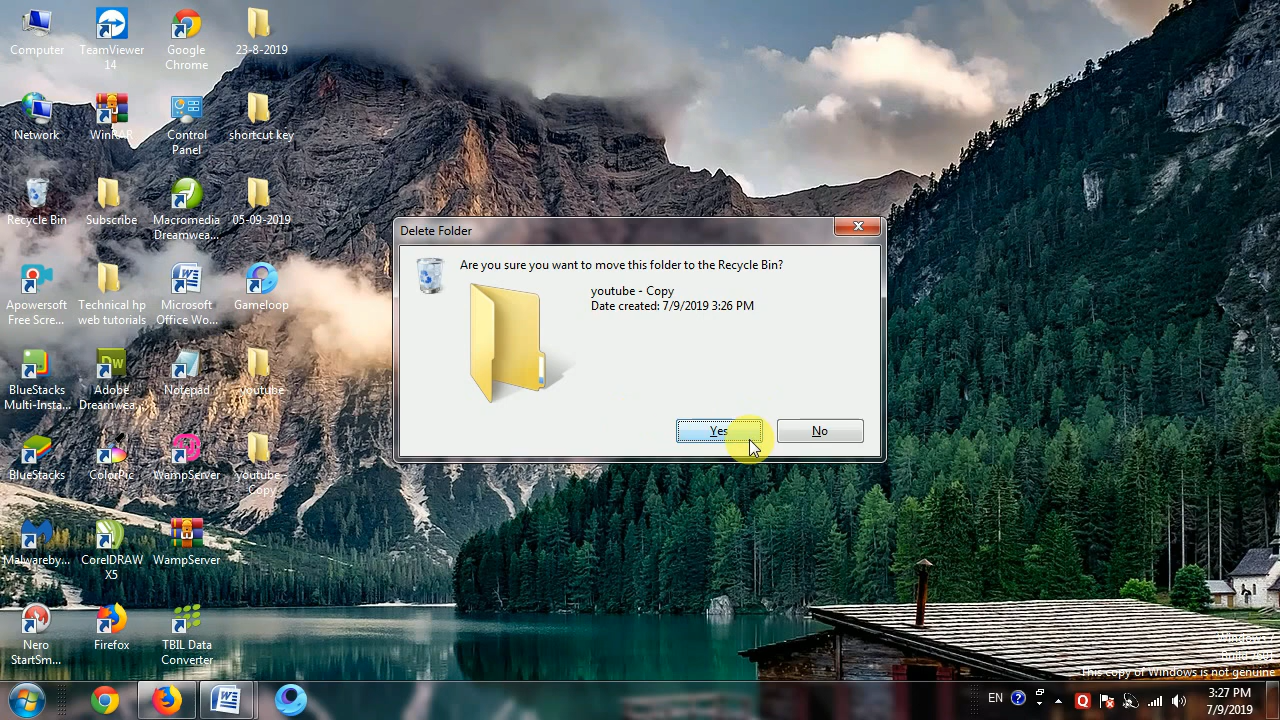 Computer
TeamViewer
14
Google
Chrome
23-8-2019
Network
WinRAR
Control
Panel
shortcut key
Recycle Bin
Subscribe
Macromedia
Dreamwea...
05-09-2019
Apowersoft
Free Scre...
Technical hp
web tutorials
Microsoft
Office Wo...
Gameloop
BlueStacks
Multi-Insta...
Adobe
Dreamwea...
Notepad
youtube
BlueStacks
ColorPic
WampServer
youtube -
Copy
Malwareby...
CorelDRAW
X5
WampServer
Nero
StartSm...
Firefox
TBIL Data
Converter
Delete Folder
Are you sure you want to move this folder to the Recycle Bin?
youtube - Copy
Date created: 7/9/2019 3:26 PM
Yes
No
Windows 7
Build 7601
This copy of Windows is not genuine
EN
3:27 PM
7/9/2019